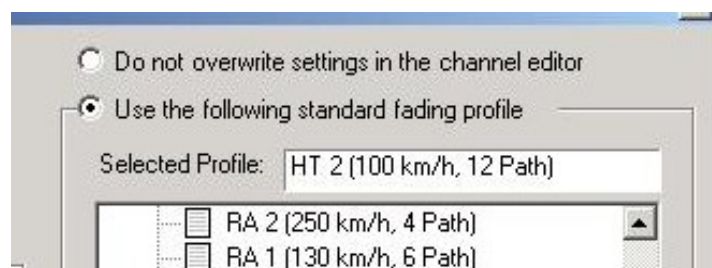 Do not overwrite settings in the channel editor
Use the following standard fading profile
Selected Profile: HT 2 (100 km/h, 12 Path)
RA 2 (250 km/h, 4 Path)
RA 1 (130 km/h, 6 Path)